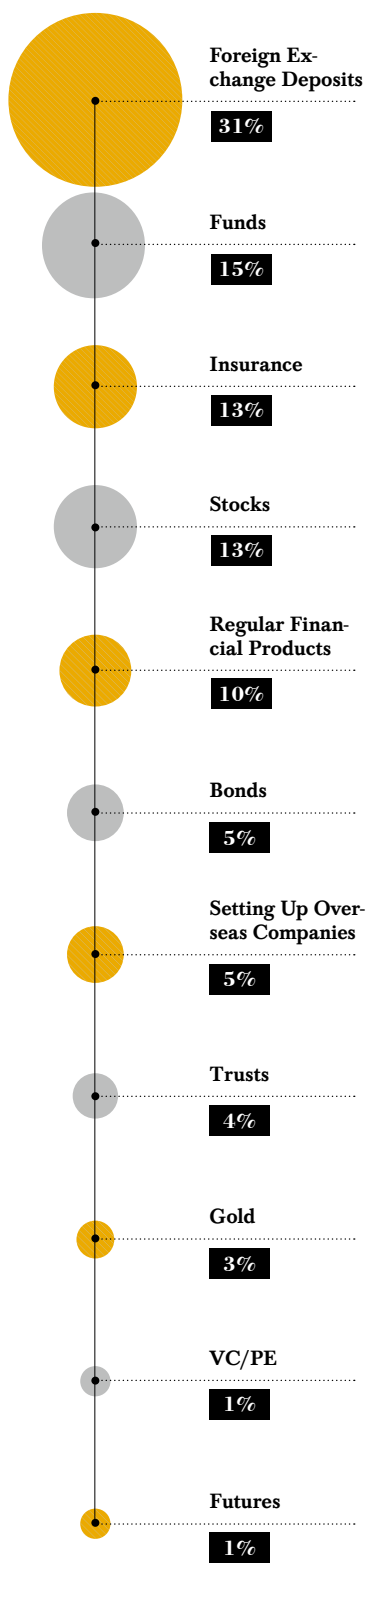 Foreign Ex-
change Deposits
31%
Funds
15%
Insurance
13%
Stocks
13%
Regular Finan-
cial Products
10%
Bonds
5%
Setting Up Over-
seas Companies
5%
Trusts
4%
Gold
3%
VC/PE
1%
Futures
1%